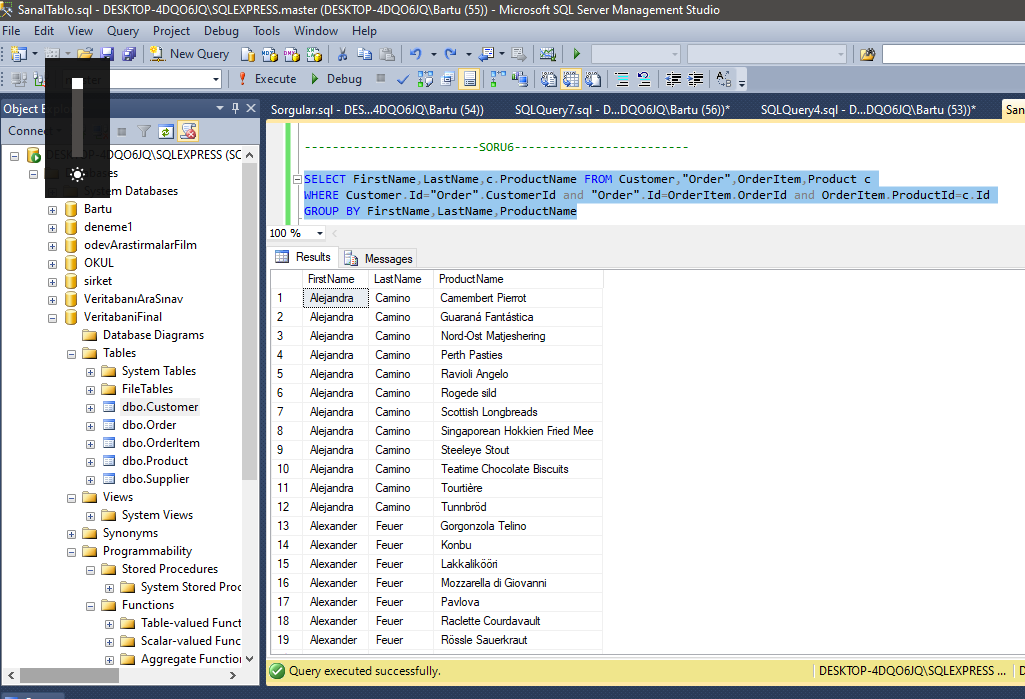 SanalTablo.sql - DESKTOP-4DQO6JQ\SQLEXPRESS.master (DESKTOP-4DQO6JQ\Bartu (55)) - Microsoft SQL Server Management Studio
File Edit View Query Project Debug Tools Window Help
New Query
Execute Debug
Object
Sorgular.sql - DES...4DQO6JQ\Bartu (54)) SQLQuery7.sql - D...DQO6JQ\Bartu (56))* SQLQuery4.sql - D...DQO6JQ\Bartu (53))* San
DESKTOP-4DQO6JQ\SQLEXPRESS (SC
System Databases
Bartu
deneme1
odevArastirmalarFilm
OKUL
sirket
VeritabanıAraSınav
VeritabaniFinal
Database Diagrams
Tables
System Tables
FileTables
dbo.Customer
dbo.Order
dbo.OrderItem
dbo.Product
dbo.Supplier
Views
System Views
Synonyms
Programmability
Stored Procedures
System Stored Proc
Functions
Table-valued Funct
Scalar-valued Func
Aggregate Function
-------------------------SORU6-------------------------
SELECT FirstName,LastName,c.ProductName FROM Customer,"Order",OrderItem,Product c
WHERE Customer.Id="Order".CustomerId and "Order".Id=OrderItem.OrderId and OrderItem.ProductId=c.Id
GROUP BY FirstName,LastName,ProductName
100 %
Results Messages
FirstName LastName ProductName
1 Alejandra Camino Camembert Pierrot
2 Alejandra Camino Guaraná Fantástica
3 Alejandra Camino Nord-Ost Matjeshering
4 Alejandra Camino Perth Pasties
5 Alejandra Camino Ravioli Angelo
6 Alejandra Camino Rogede sild
7 Alejandra Camino Scottish Longbreads
8 Alejandra Camino Singaporean Hokkien Fried Mee
9 Alejandra Camino Steeleye Stout
10 Alejandra Camino Teatime Chocolate Biscuits
11 Alejandra Camino Tourtière
12 Alejandra Camino Tunnbröd
13 Alexander Feuer Gorgonzola Telino
14 Alexander Feuer Konbu
15 Alexander Feuer Lakkalikööri
16 Alexander Feuer Mozzarella di Giovanni
17 Alexander Feuer Pavlova
18 Alexander Feuer Raclette Courdavault
19 Alexander Feuer Rössle Sauerkraut
Query executed successfully. DESKTOP-4DQO6JQ\SQLEXPRESS ...